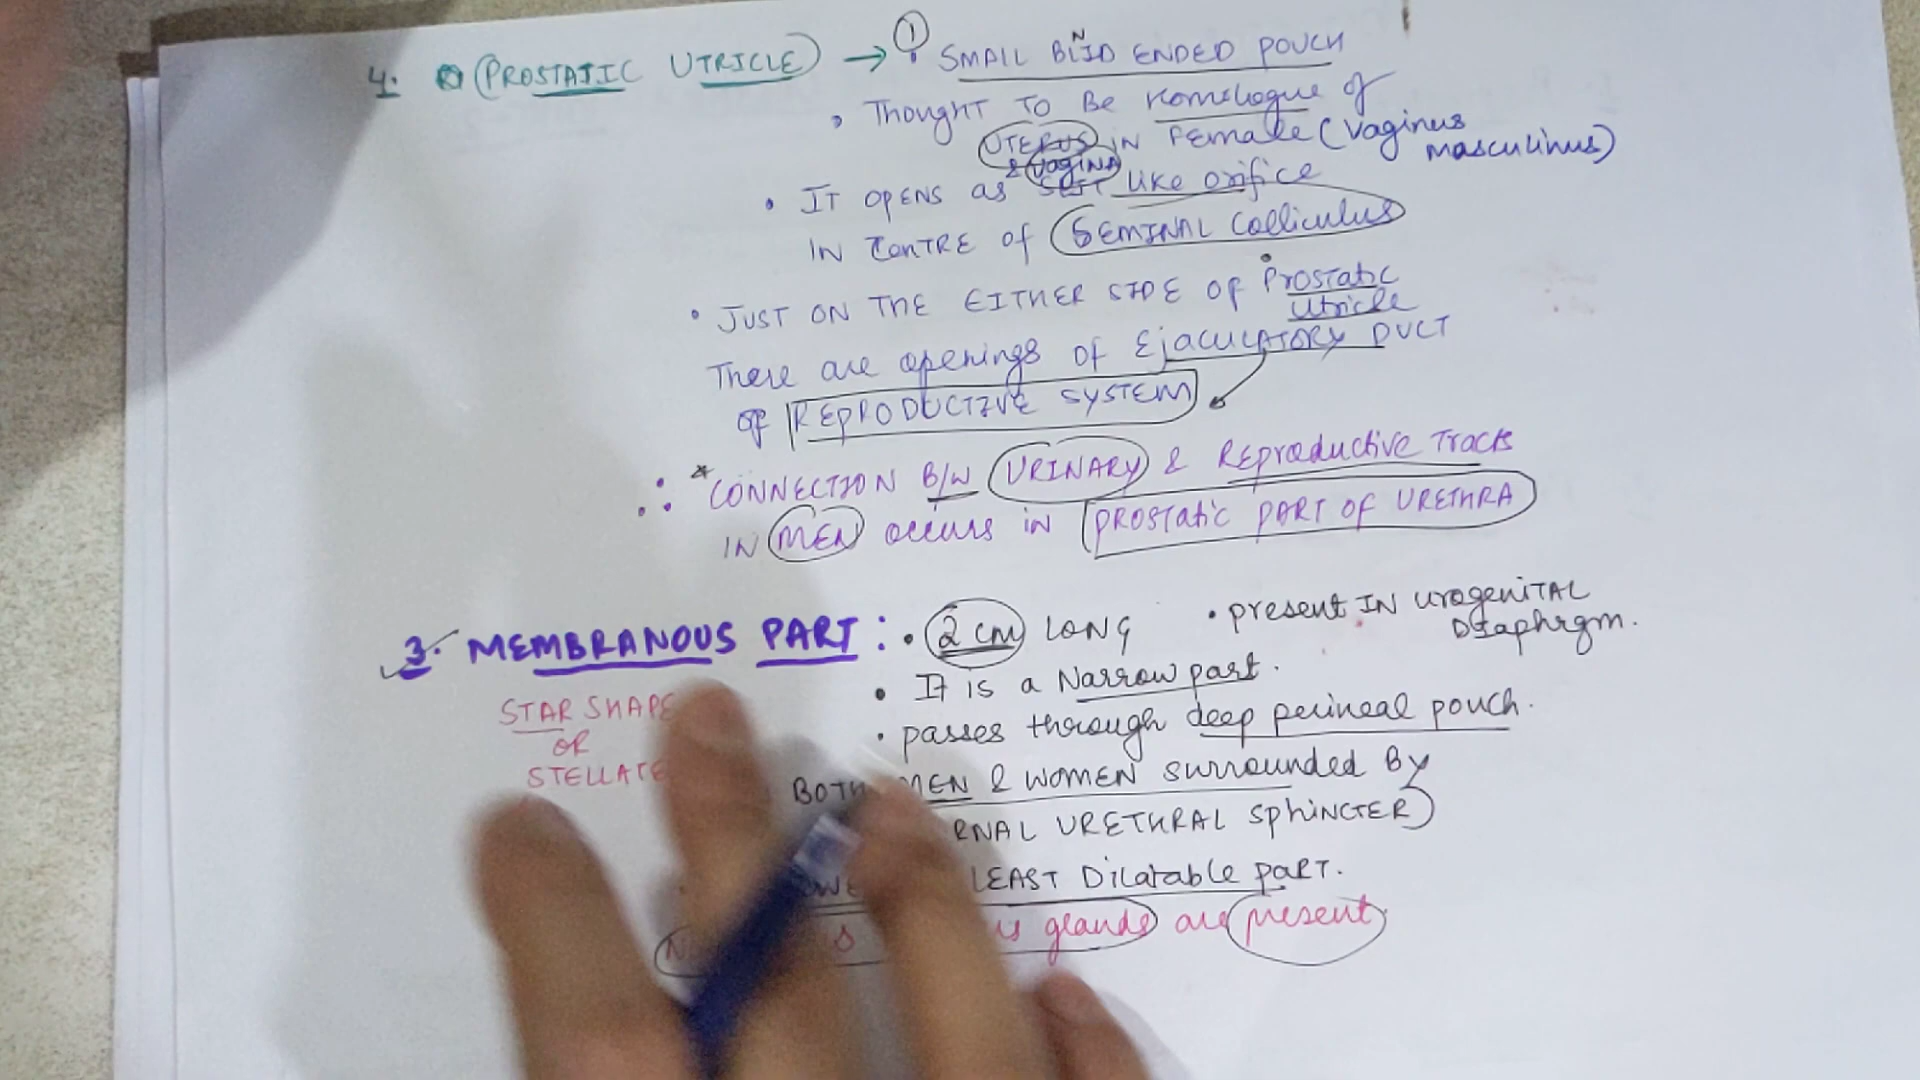 4. (PROSTATIC UTRICLE) → ① SMALL BLIND ENDED POUCH
• THOUGHT TO BE Homologue of
UTERUS IN FEMALE (Vaginus
& VAGINA masculinus)
• IT OPENS as SLIT like orifice
IN CENTRE of SEMINAL Colliculus
• JUST ON THE EITHER SIDE OF PROSTATIC
Utricle
There are openings of EjaculATORY DUCT
of REPRODUCTIVE SYSTEM
∴ *CONNECTION B/W URINARY & REproductive Tracts
IN MEN occurs in PROSTATIC PART OF URETHRA
3. MEMBRANOUS PART : • 2 cm LONG • present IN UrogeniTAL
DIaphrgm.
• It is a Narrow part.
STAR SHAPE
• passes through deep perineal pouch.
OR
STELLATE
BOTH MEN & WOMEN surrounded By
RNAL URETHRAL SphiNCTER)
LEAST Dilatable paRT.
glands are present